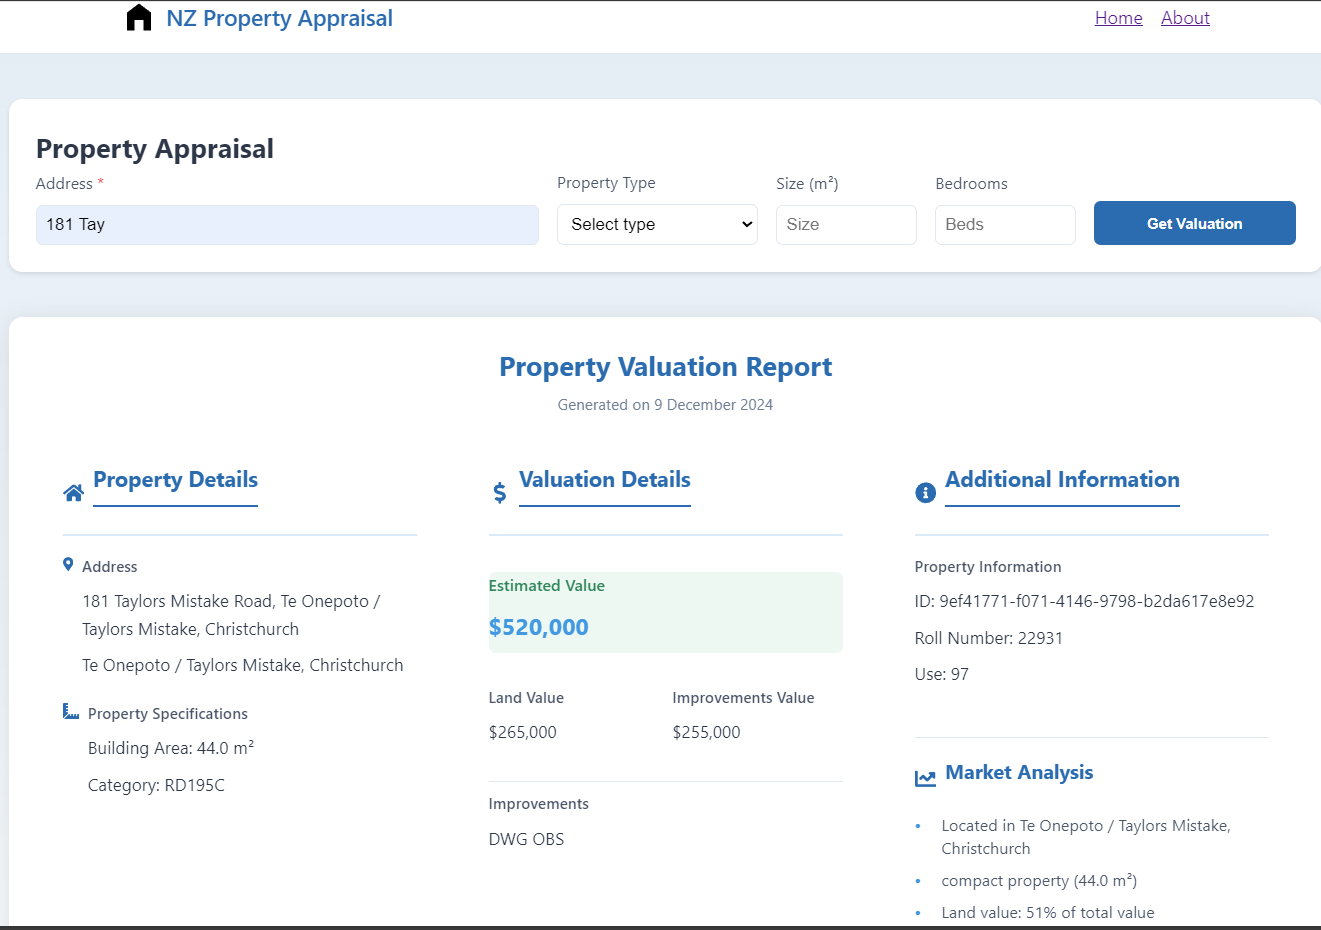 NZ Property Appraisal
Home About
Property Appraisal
Address *
Property Type
Size (m²)
Bedrooms
181 Tay
Select type
Size
Beds
Get Valuation
Property Valuation Report
Generated on 9 December 2024
Property Details
Address
181 Taylors Mistake Road, Te Onepoto /
Taylors Mistake, Christchurch
Te Onepoto / Taylors Mistake, Christchurch
Property Specifications
Building Area: 44.0 m²
Category: RD195C
Valuation Details
Estimated Value
$520,000
Land Value
$265,000
Improvements Value
$255,000
Improvements
DWG OBS
Additional Information
Property Information
ID: 9ef41771-f071-4146-9798-b2da617e8e92
Roll Number: 22931
Use: 97
Market Analysis
• Located in Te Onepoto / Taylors Mistake,
Christchurch
• compact property (44.0 m²)
• Land value: 51% of total value